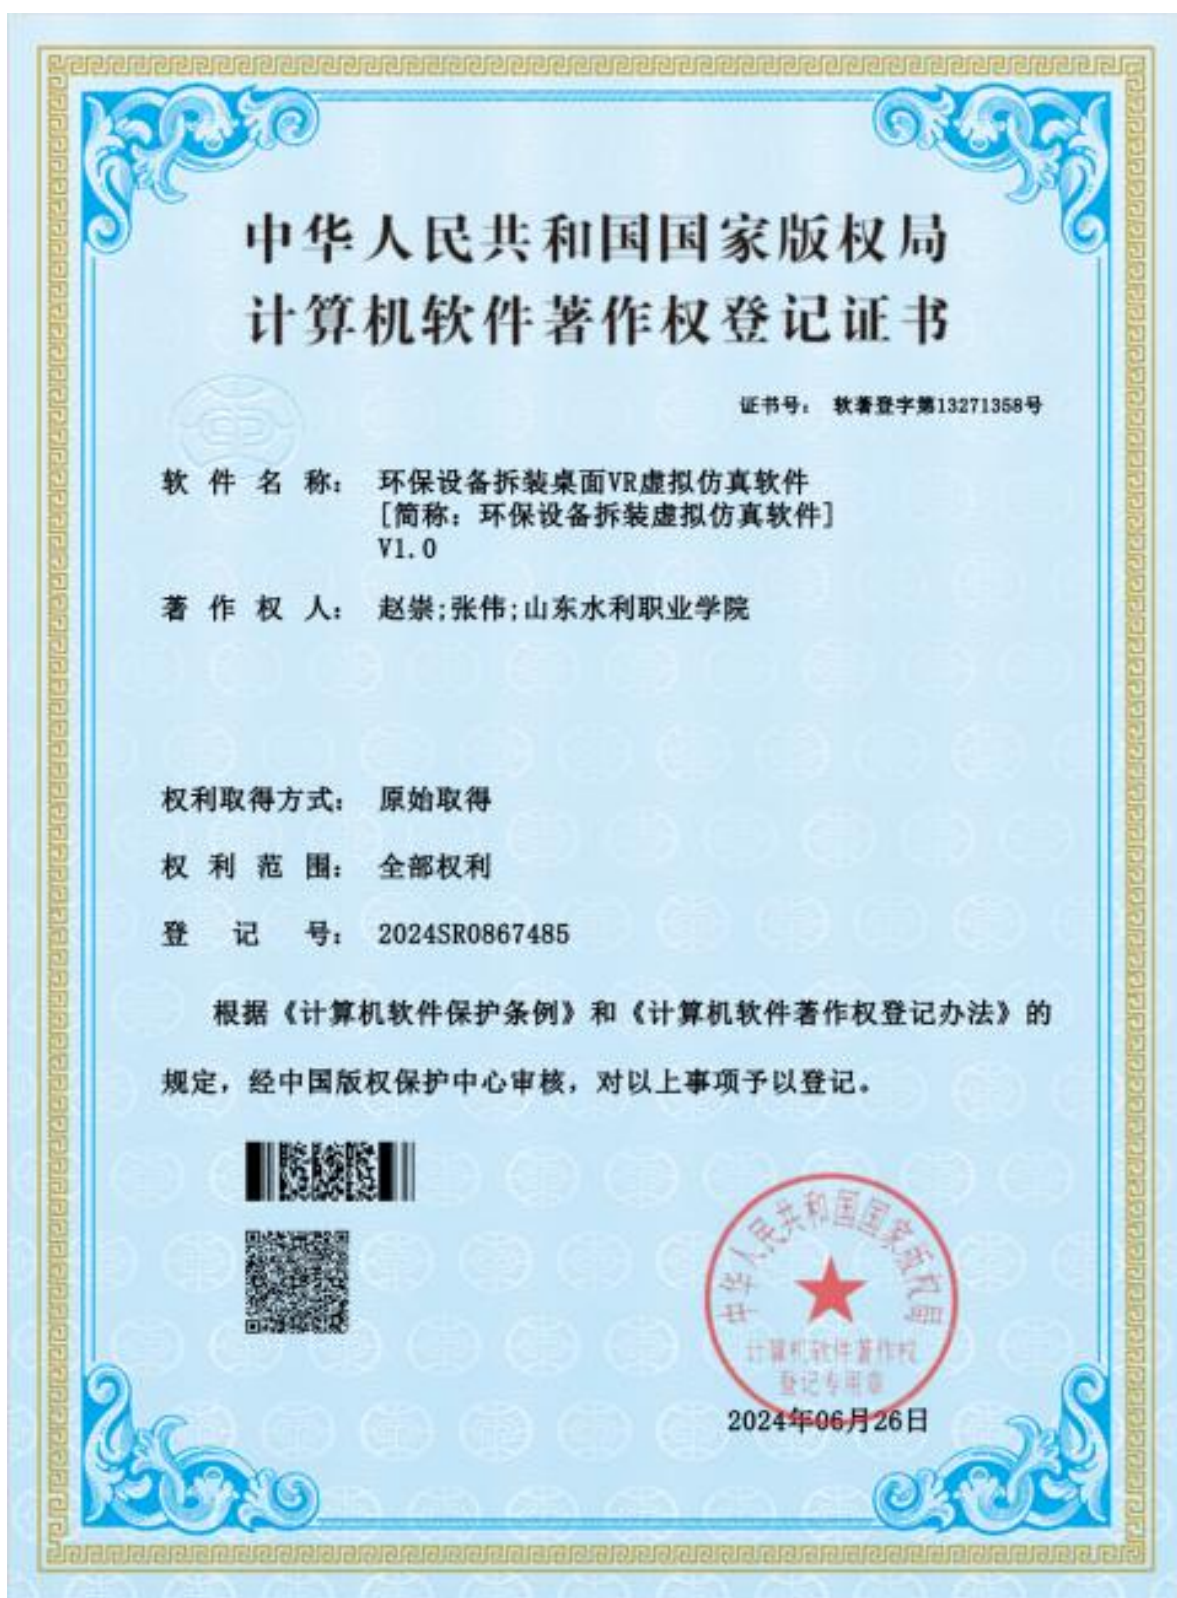 中华人民共和国国家版权局
计算机软件著作权登记证书
证书号： 软著登字第13271358号
软件名称： 环保设备拆装桌面VR虚拟仿真软件
[简称：环保设备拆装虚拟仿真软件]
V1.0
著作权人： 赵崇;张伟;山东水利职业学院
权利取得方式： 原始取得
权利范围： 全部权利
登记号： 2024SR0867485
根据《计算机软件保护条例》和《计算机软件著作权登记办法》的
规定，经中国版权保护中心审核，对以上事项予以登记。
中华人民共和国国家版权局
计算机软件著作权
登记专用章
2024年06月26日